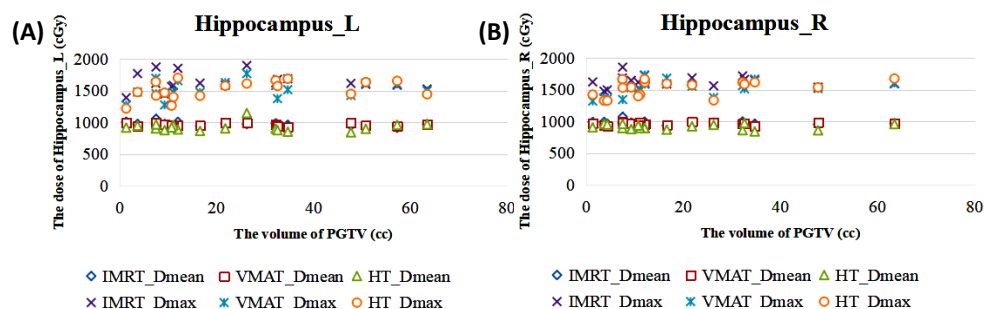 (A)
Hippocampus_L
The dose of Hippocampus_L (cGy)
2000
1500
1000
500
0
0 20 40 60 80
The volume of PGTV (cc)
IMRT_Dmean VMAT_Dmean HT_Dmean
IMRT_Dmax VMAT_Dmax HT_Dmax
(B)
Hippocampus_R
The dose of Hippocampus_R (cGy)
2000
1500
1000
500
0
0 20 40 60 80
The volume of PGTV (cc)
IMRT_Dmean VMAT_Dmean HT_Dmean
IMRT_Dmax VMAT_Dmax HT_Dmax